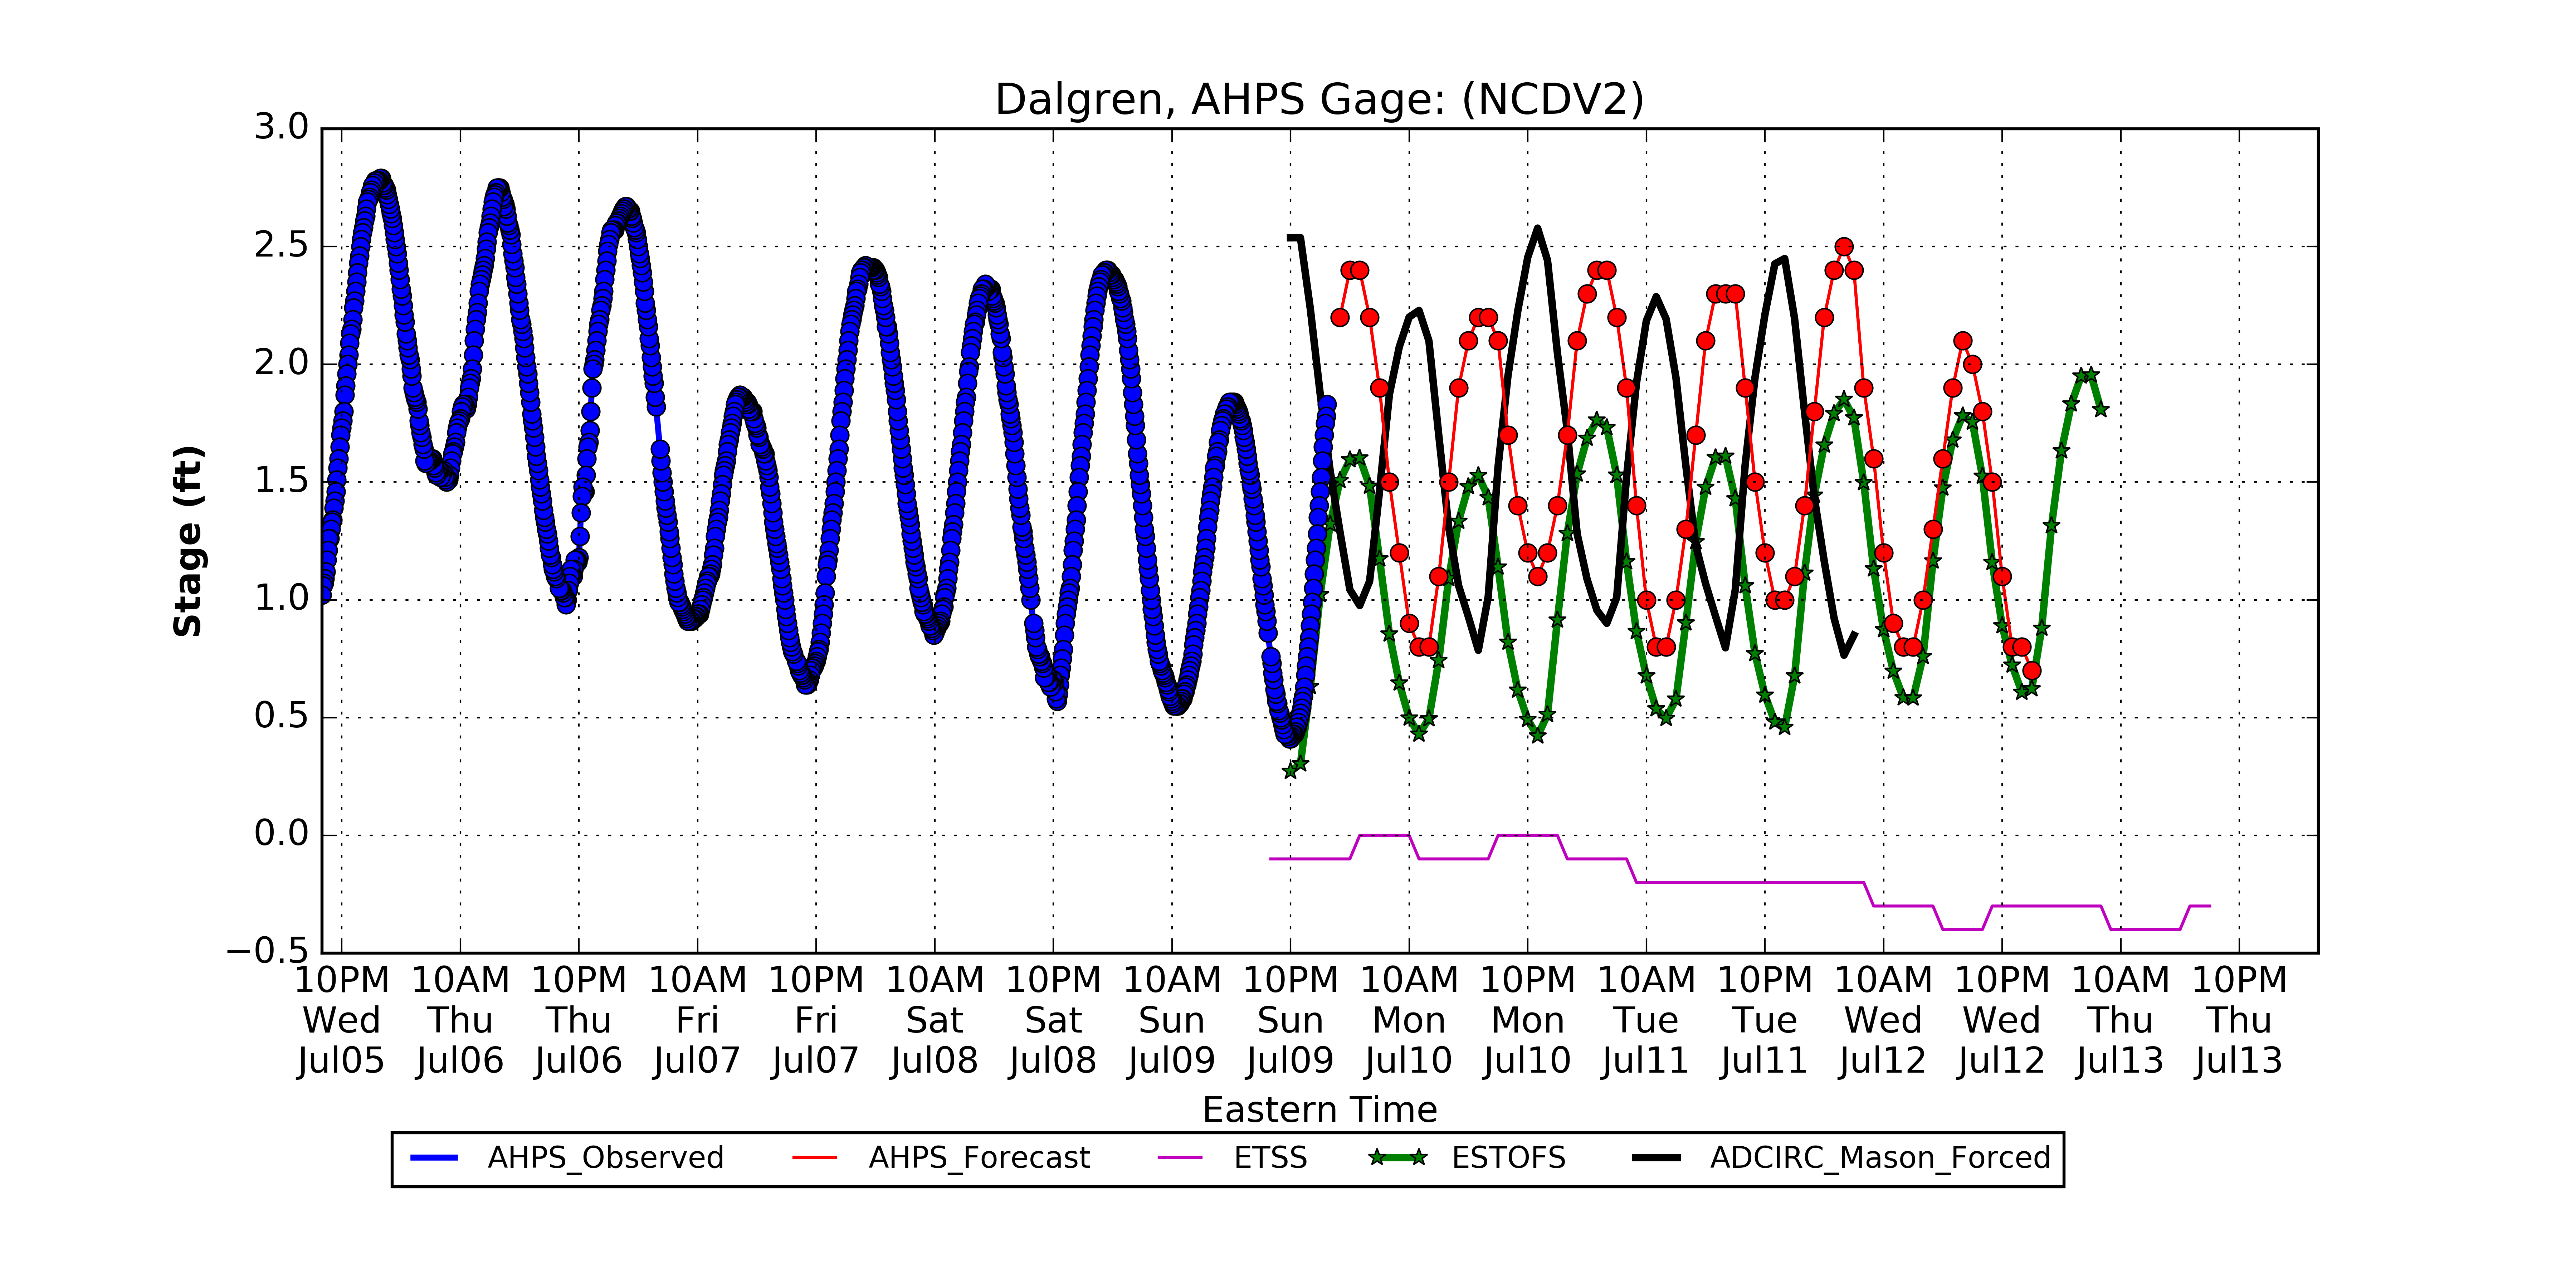 Dalgren, AHPS Gage: (NCDV2)
3.0
2.5
2.0
1.5
1.0
0.5
0.0
−0.5
Stage (ft)
10PM 10AM 10PM 10AM 10PM 10AM 10PM 10AM 10PM 10AM 10PM 10AM 10PM 10AM 10PM 10AM 10PM
Wed Thu Thu Fri Fri Sat Sat Sun Sun Mon Mon Tue Tue Wed Wed Thu Thu
Jul05 Jul06 Jul06 Jul07 Jul07 Jul08 Jul08 Jul09 Jul09 Jul10 Jul10 Jul11 Jul11 Jul12 Jul12 Jul13 Jul13
Eastern Time
AHPS_Observed AHPS_Forecast ETSS ESTOFS ADCIRC_Mason_Forced